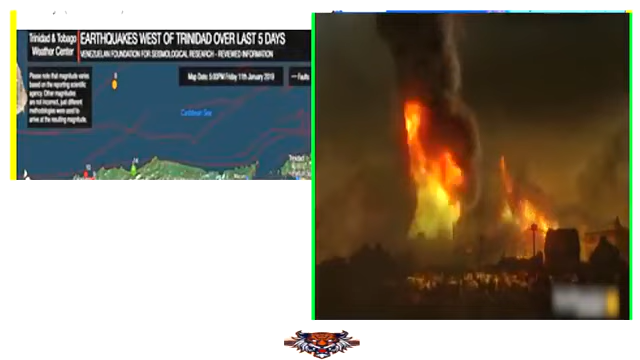 Trinidad & Tobago
Weather Center
EARTHQUAKES WEST OF TRINIDAD OVER LAST 5 DAYS
VENEZUELAN FOUNDATION FOR SEISMOLOGICAL RESEARCH - REVIEWED INFORMATION
Please note that magnitude varies
based on the reporting scientific
agency. Other magnitudes
are not incorrect, just different
methodologies were used to
arrive at the resulting magnitude.
Map Date: 5:00PM Friday 11th January 2019
Faults
Caribbean Sea
Trinidad